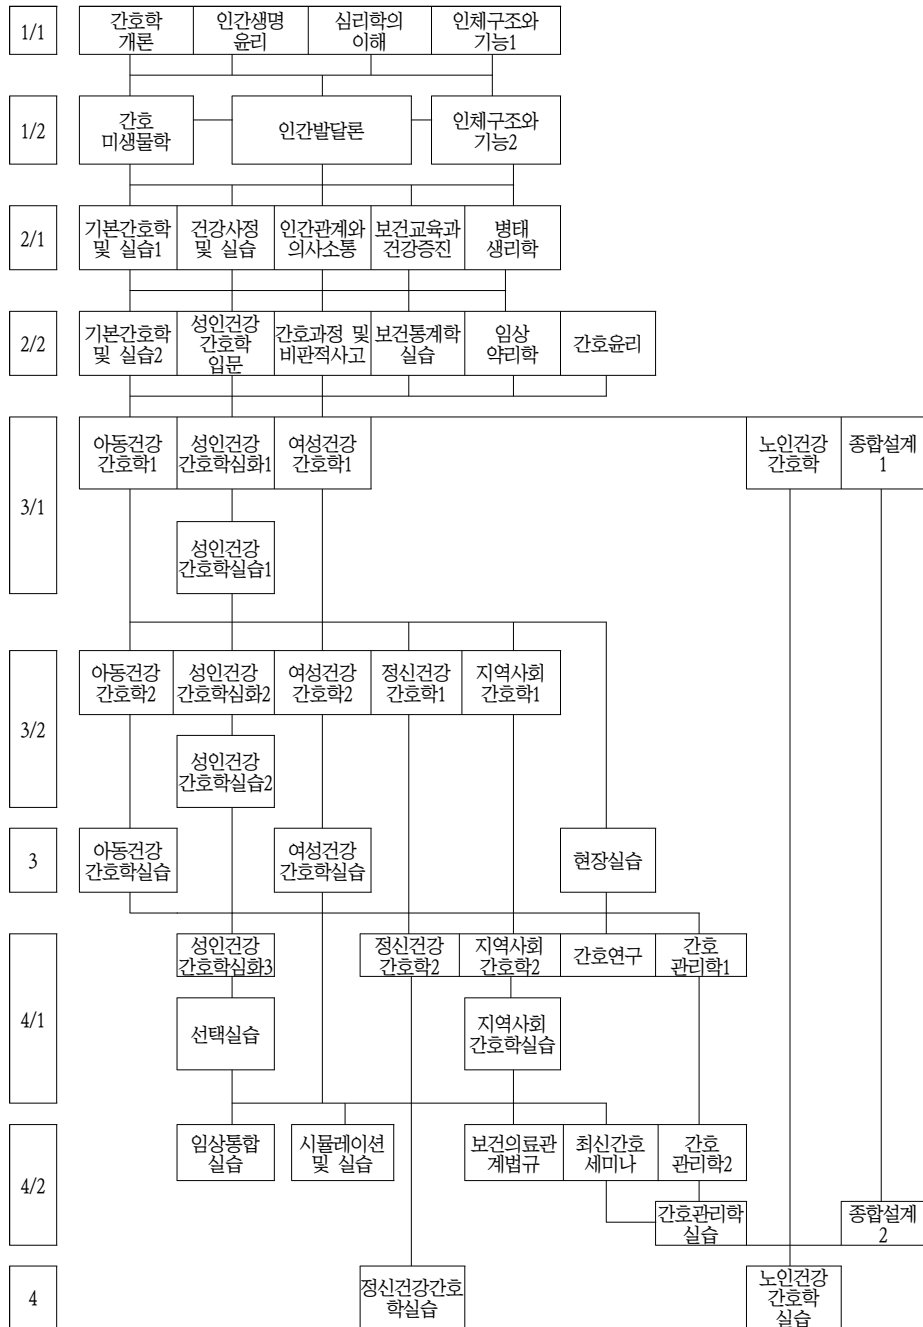 1/1
간호학
개론
인간생명
윤리
심리학의
이해
인체구조와
기능1
1/2
간호
미생물학
인간발달론
인체구조와
기능2
2/1
기본간호학
및 실습1
건강사정
및 실습
인간관계와
의사소통
보건교육과
건강증진
병태
생리학
2/2
기본간호학
및 실습2
성인건강
간호학
입문
간호과정 및
비판적사고
보건통계학
실습
임상
약리학
간호윤리
3/1
아동건강
간호학1
성인건강
간호학심화1
여성건강
간호학1
노인건강
간호학
종합설계
1
성인건강
간호학실습1
3/2
아동건강
간호학2
성인건강
간호학심화2
여성건강
간호학2
정신건강
간호학1
지역사회
간호학1
성인건강
간호학실습2
3
아동건강
간호학실습
여성건강
간호학실습
현장실습
4/1
성인건강
간호학심화3
정신건강
간호학2
지역사회
간호학2
간호연구
간호
관리학1
선택실습
지역사회
간호학실습
4/2
임상통합
실습
시뮬레이션
및 실습
보건의료관
계법규
최신간호
세미나
간호
관리학2
간호관리학
실습
종합설계
2
4
정신건강간호
학실습
노인건강
간호학
실습